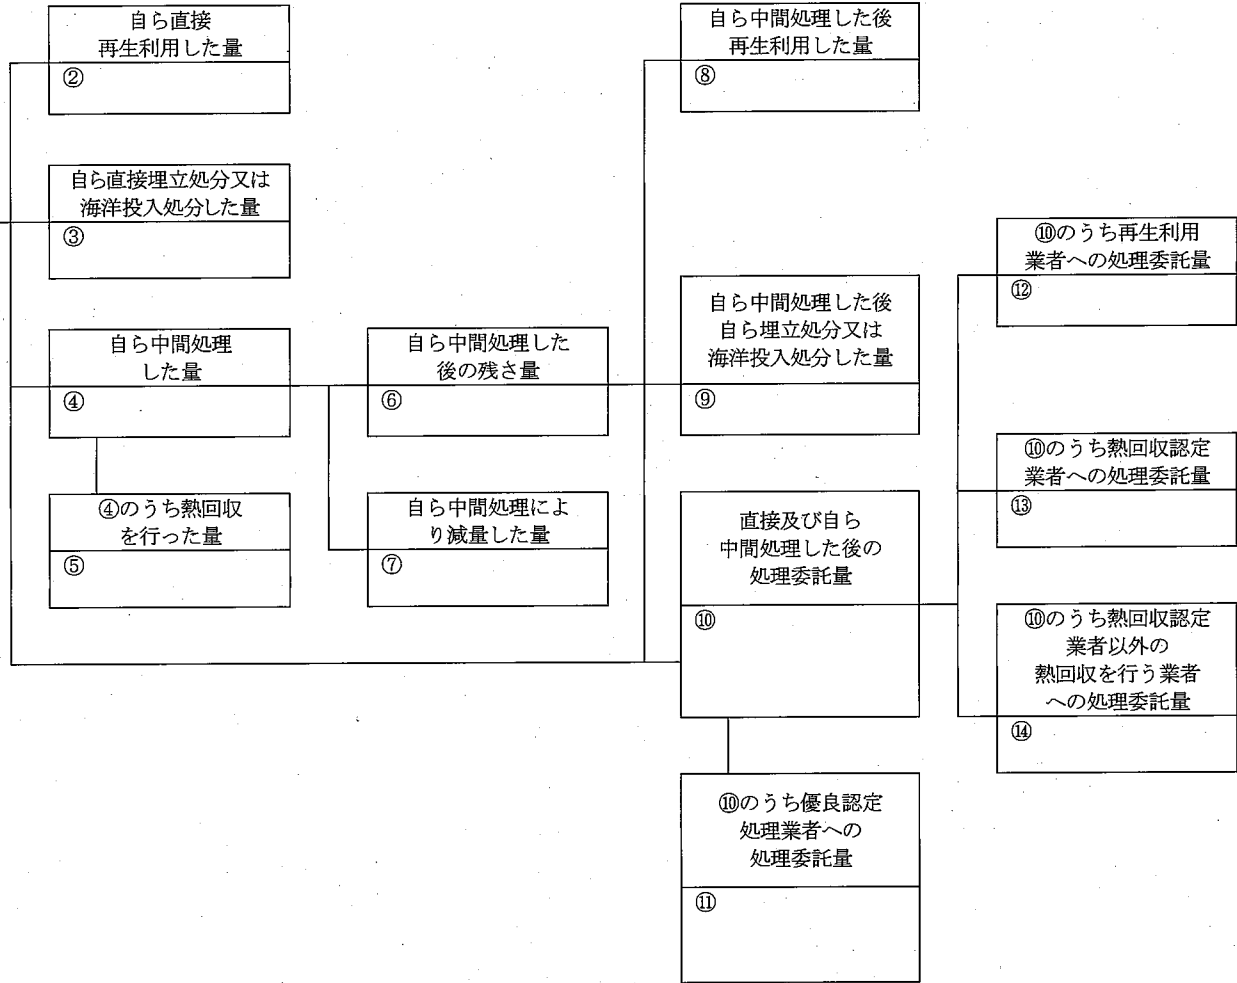 自ら直接
再生利用した量
②
自ら直接埋立処分又は
海洋投入処分した量
③
自ら中間処理
した量
④
④のうち熱回収
を行った量
⑤
自ら中間処理した
後の残さ量
⑥
自ら中間処理によ
り減量した量
⑦
自ら中間処理した後
再生利用した量
⑧
自ら中間処理した後
自ら埋立処分又は
海洋投入処分した量
⑨
直接及び自ら
中間処理した後の
処理委託量
⑩
⑩のうち優良認定
処理業者への
処理委託量
⑪
⑩のうち再生利用
業者への処理委託量
⑫
⑩のうち熱回収認定
業者への処理委託量
⑬
⑩のうち熱回収認定
業者以外の
熱回収を行う業者
への処理委託量
⑭